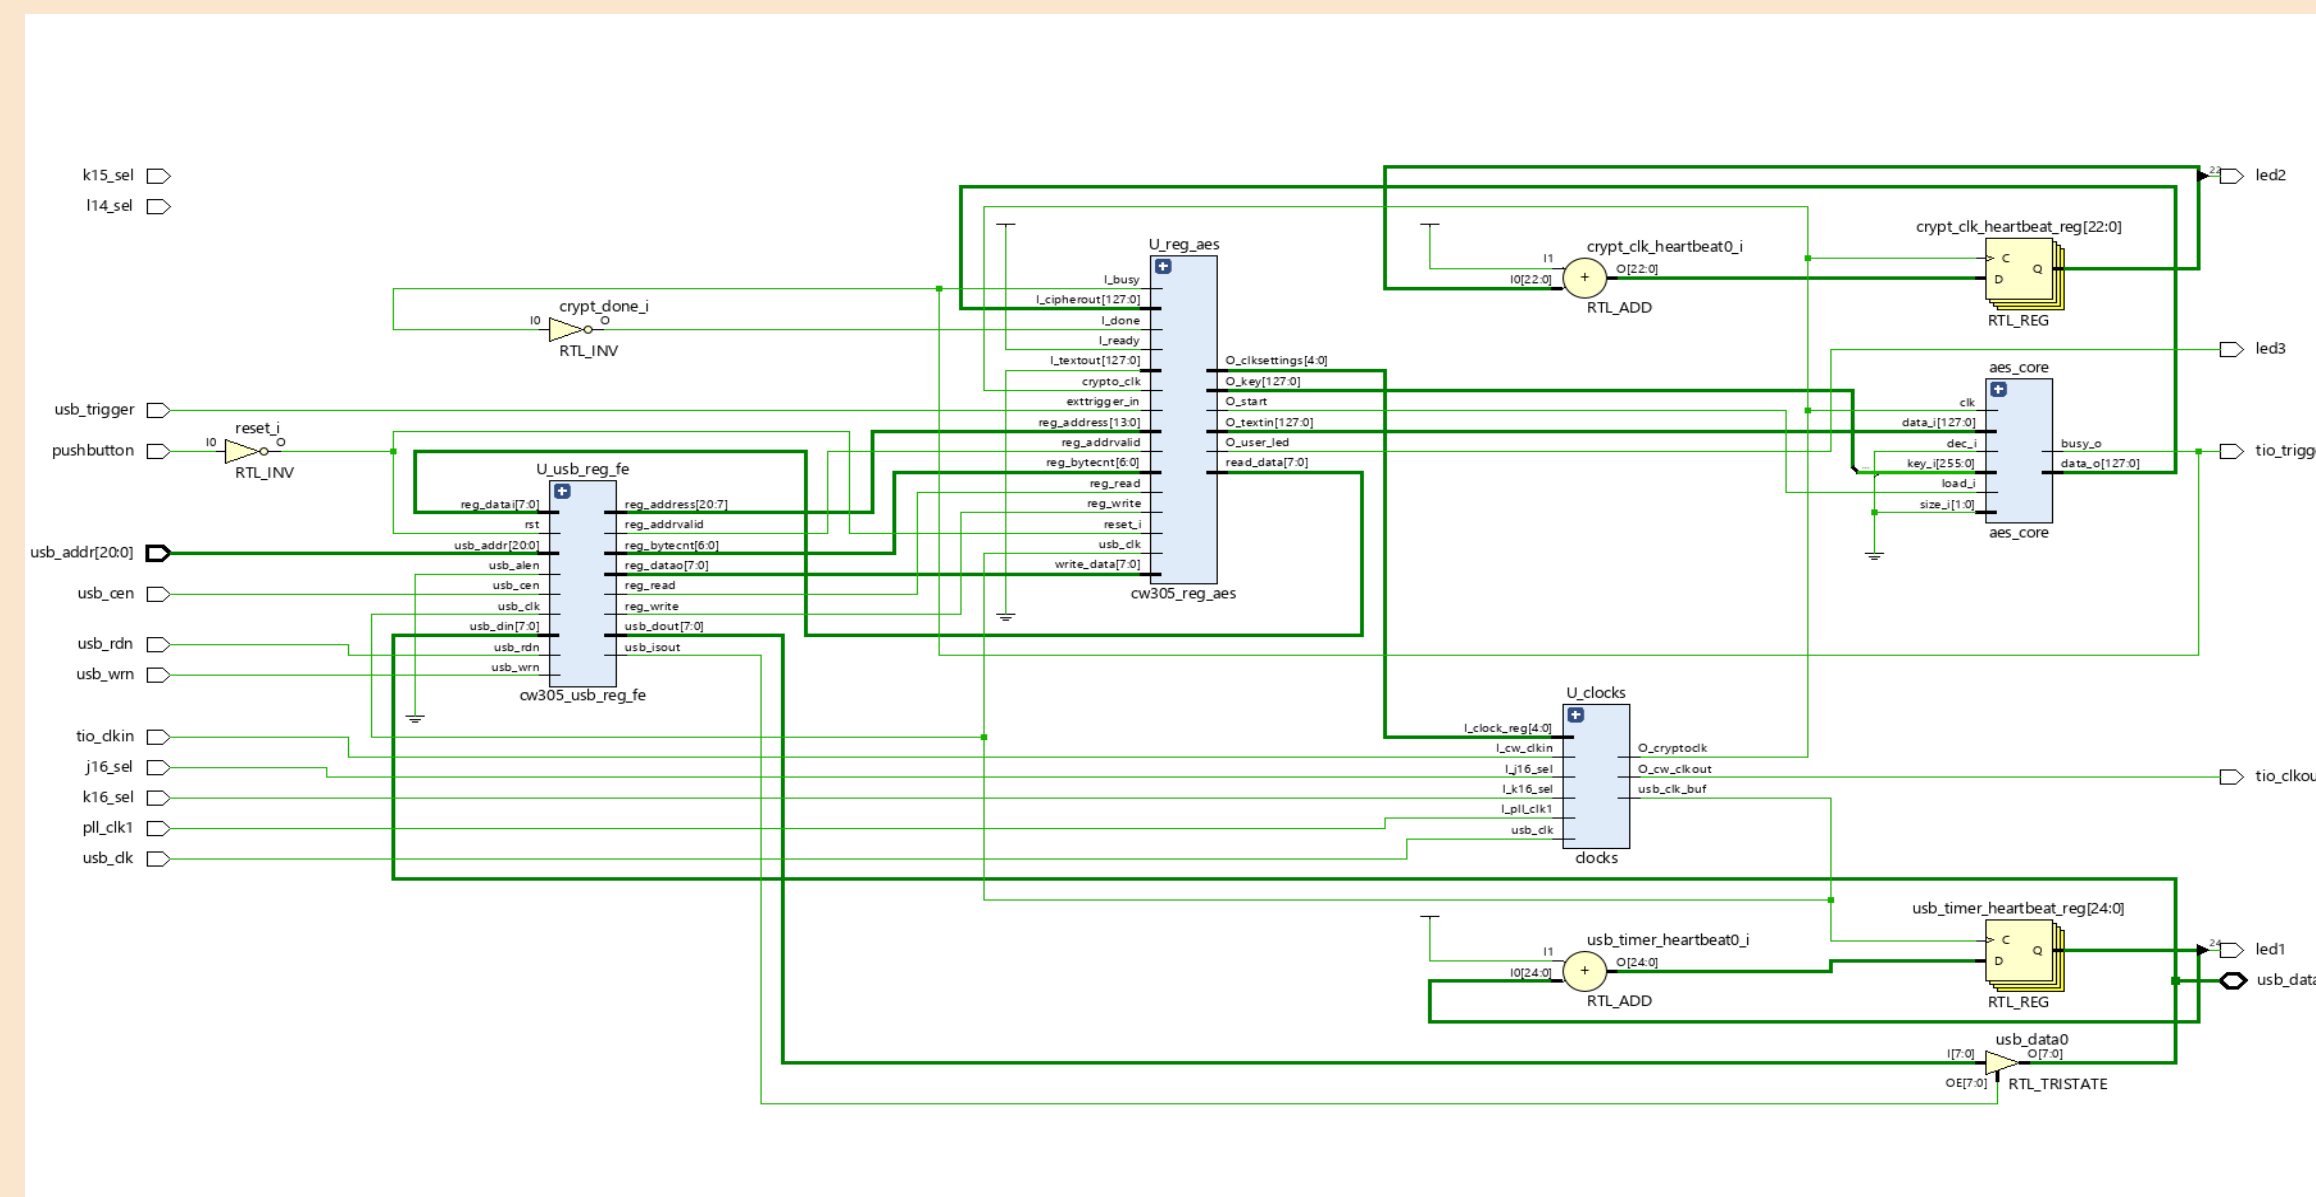 k15_sel
l14_sel
usb_trigger
pushbutton
usb_addr[20:0]
usb_cen
usb_rdn
usb_wrn
tio_clkin
j16_sel
k16_sel
pll_clk1
usb_clk
reset_i
I0
O
RTL_INV
crypt_done_i
I0
O
RTL_INV
U_usb_reg_fe
reg_datai[7:0]
rst
usb_addr[20:0]
usb_alen
usb_cen
usb_clk
usb_din[7:0]
usb_rdn
usb_wrn
reg_address[20:7]
reg_addrvalid
reg_bytecnt[6:0]
reg_datao[7:0]
reg_read
reg_write
usb_dout[7:0]
usb_isout
cw305_usb_reg_fe
U_reg_aes
I_busy
I_cipherout[127:0]
I_done
I_ready
I_textout[127:0]
crypto_clk
exttrigger_in
reg_address[13:0]
reg_addrvalid
reg_bytecnt[6:0]
reg_read
reg_write
reset_i
usb_clk
write_data[7:0]
O_clksettings[4:0]
O_key[127:0]
O_start
O_textin[127:0]
O_user_led
read_data[7:0]
cw305_reg_aes
crypt_clk_heartbeat0_i
I1
I0[22:0]
O[22:0]
+
RTL_ADD
crypt_clk_heartbeat_reg[22:0]
C
D
Q
RTL_REG
aes_core
clk
data_i[127:0]
dec_i
...
key_i[255:0]
load_i
size_i[1:0]
busy_o
data_o[127:0]
aes_core
U_clocks
I_clock_reg[4:0]
I_cw_clkin
I_j16_sel
I_k16_sel
I_pll_clk1
usb_clk
O_cryptoclk
O_cw_clkout
usb_clk_buf
clocks
usb_timer_heartbeat0_i
I1
I0[24:0]
O[24:0]
+
RTL_ADD
usb_timer_heartbeat_reg[24:0]
C
D
Q
RTL_REG
usb_data0
I[7:0]
O[7:0]
OE[7:0]
RTL_TRISTATE
22
led2
led3
tio_trigg
tio_clkou
24
led1
usb_data